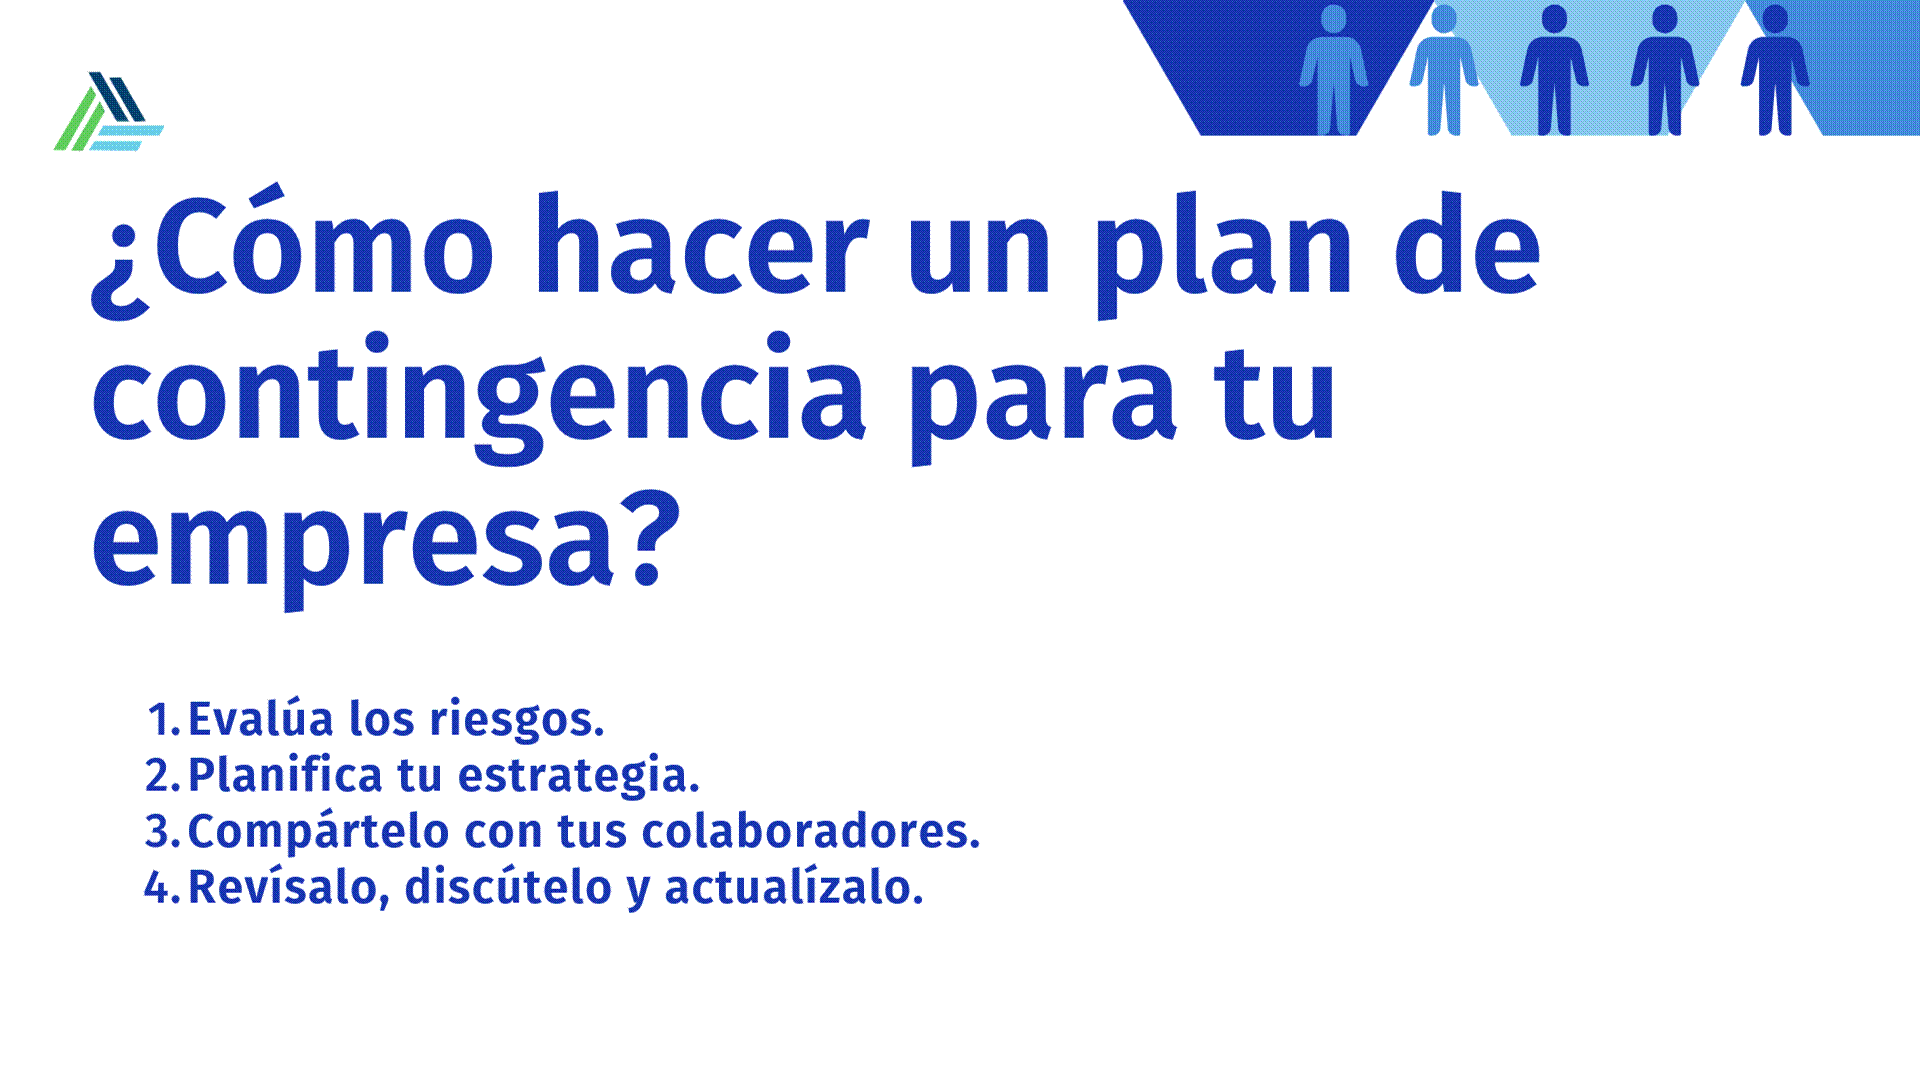 ¿Cómo hacer un plan de
contingencia para tu
empresa?
1. Evalúa los riesgos.
2. Planifica tu estrategia.
3. Compártelo con tus colaboradores.
4. Revísalo, discútelo y actualízalo.